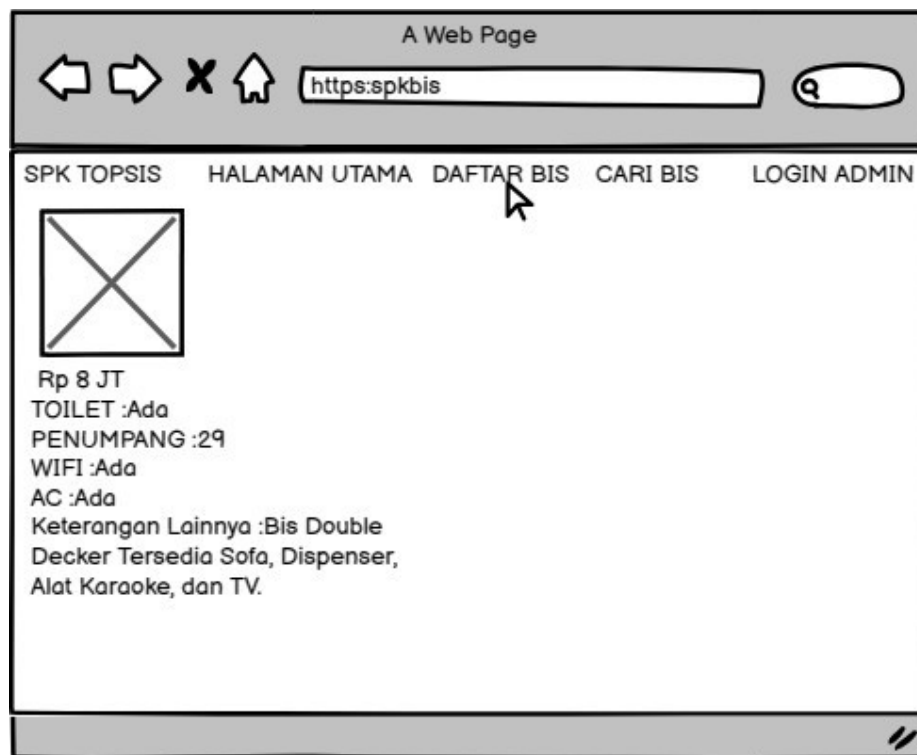 A Web Page
https:spkbis
SPK TOPSIS HALAMAN UTAMA DAFTAR BIS CARI BIS LOGIN ADMIN
Rp 8 JT
TOILET :Ada
PENUMPANG :29
WIFI :Ada
AC :Ada
Keterangan Lainnya :Bis Double
Decker Tersedia Sofa, Dispenser,
Alat Karaoke, dan TV.